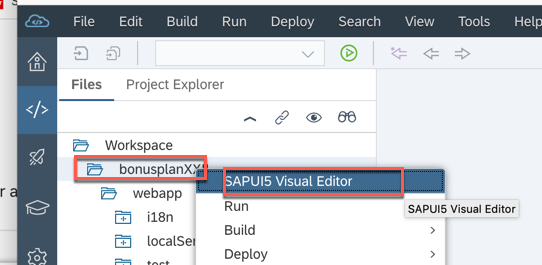 File Edit Build Run Deploy Search View Tools Help
Files Project Explorer
Workspace
bonusplanXX
SAPUI5 Visual Editor
SAPUI5 Visual Editor
webapp
Run
i18n
Build
localSer
Deploy
test